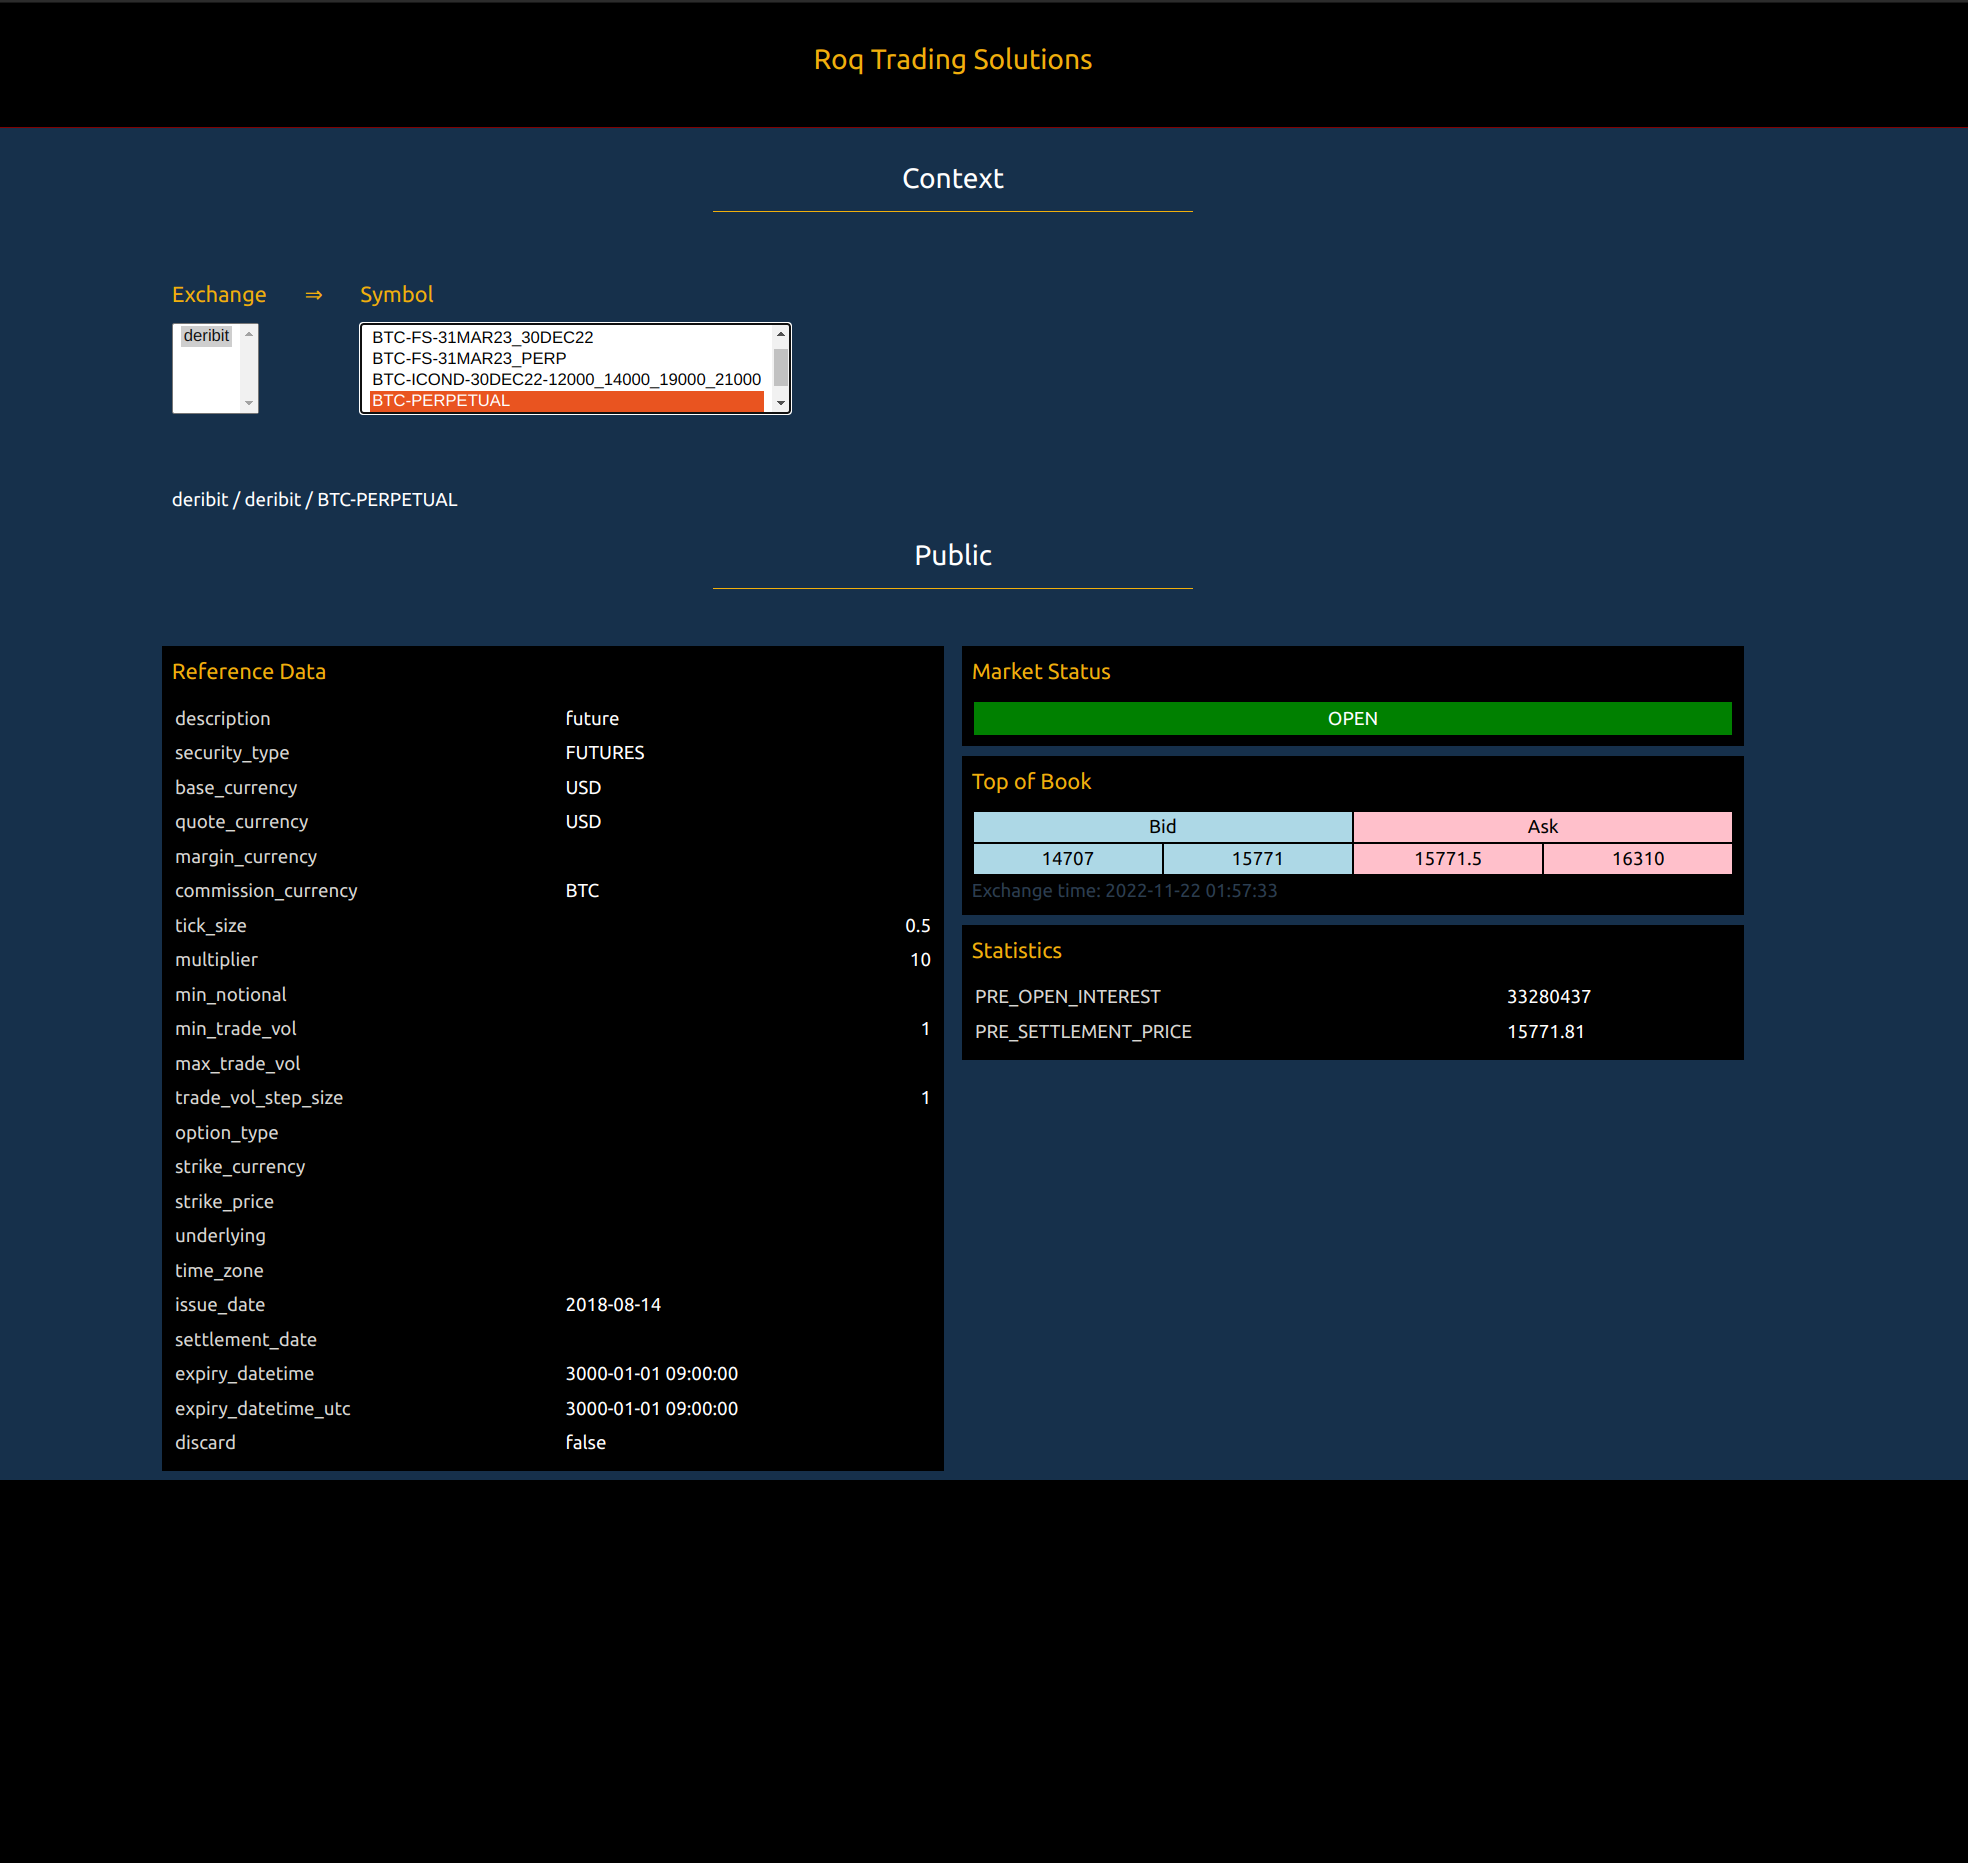 Roq Trading Solutions
Context
Exchange ⇒ Symbol
deribit
BTC-FS-31MAR23_30DEC22
BTC-FS-31MAR23_PERP
BTC-ICOND-30DEC22-12000_14000_19000_21000
BTC-PERPETUAL
deribit / deribit / BTC-PERPETUAL
Public
Reference Data
description future
security_type FUTURES
base_currency USD
quote_currency USD
margin_currency
commission_currency BTC
tick_size 0.5
multiplier 10
min_notional
min_trade_vol 1
max_trade_vol
trade_vol_step_size 1
option_type
strike_currency
strike_price
underlying
time_zone
issue_date 2018-08-14
settlement_date
expiry_datetime 3000-01-01 09:00:00
expiry_datetime_utc 3000-01-01 09:00:00
discard false
Market Status
OPEN
Top of Book
Bid Ask
14707 15771 15771.5 16310
Exchange time: 2022-11-22 01:57:33
Statistics
PRE_OPEN_INTEREST 33280437
PRE_SETTLEMENT_PRICE 15771.81